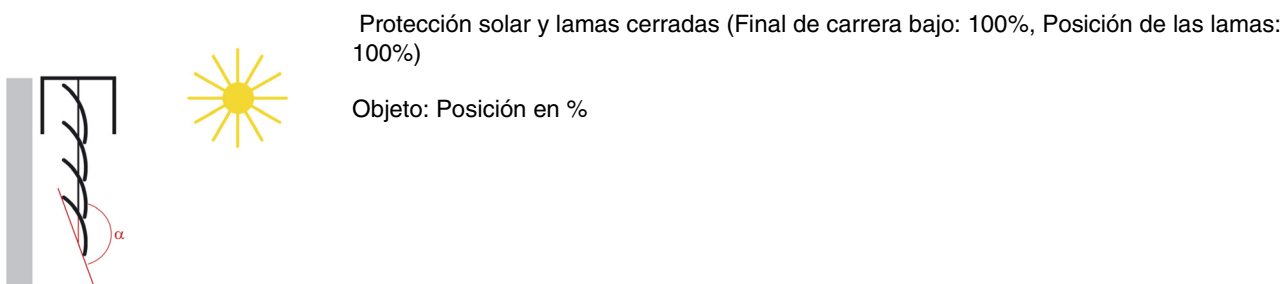 Protección solar y lamas cerradas (Final de carrera bajo: 100%, Posición de las lamas:
100%)
Objeto: Posición en %
α